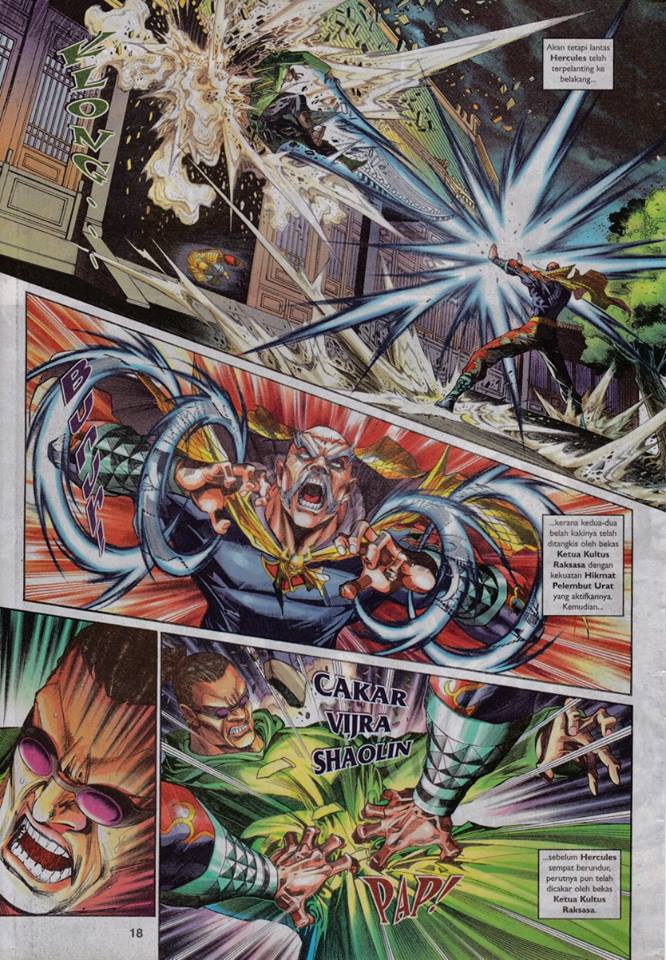 KLONG...
Akan tetapi lantas
Hercules telah
terpelanting ke
belakang...
BUNYI
...kerana kedua-dua
belah kakinya telah
ditangkis oleh bekas
Ketua Kultus
Raksasa dengan
kekuatan Hikmat
Pelembut Urat
yang aktifkannya.
Kemudian...
CAKAR
VIJRA
SHAOLIN
PAP!
...sebelum Hercules
sempat berundur,
perutnya pun telah
dicakar oleh bekas
Ketua Kultus
Raksasa.
18